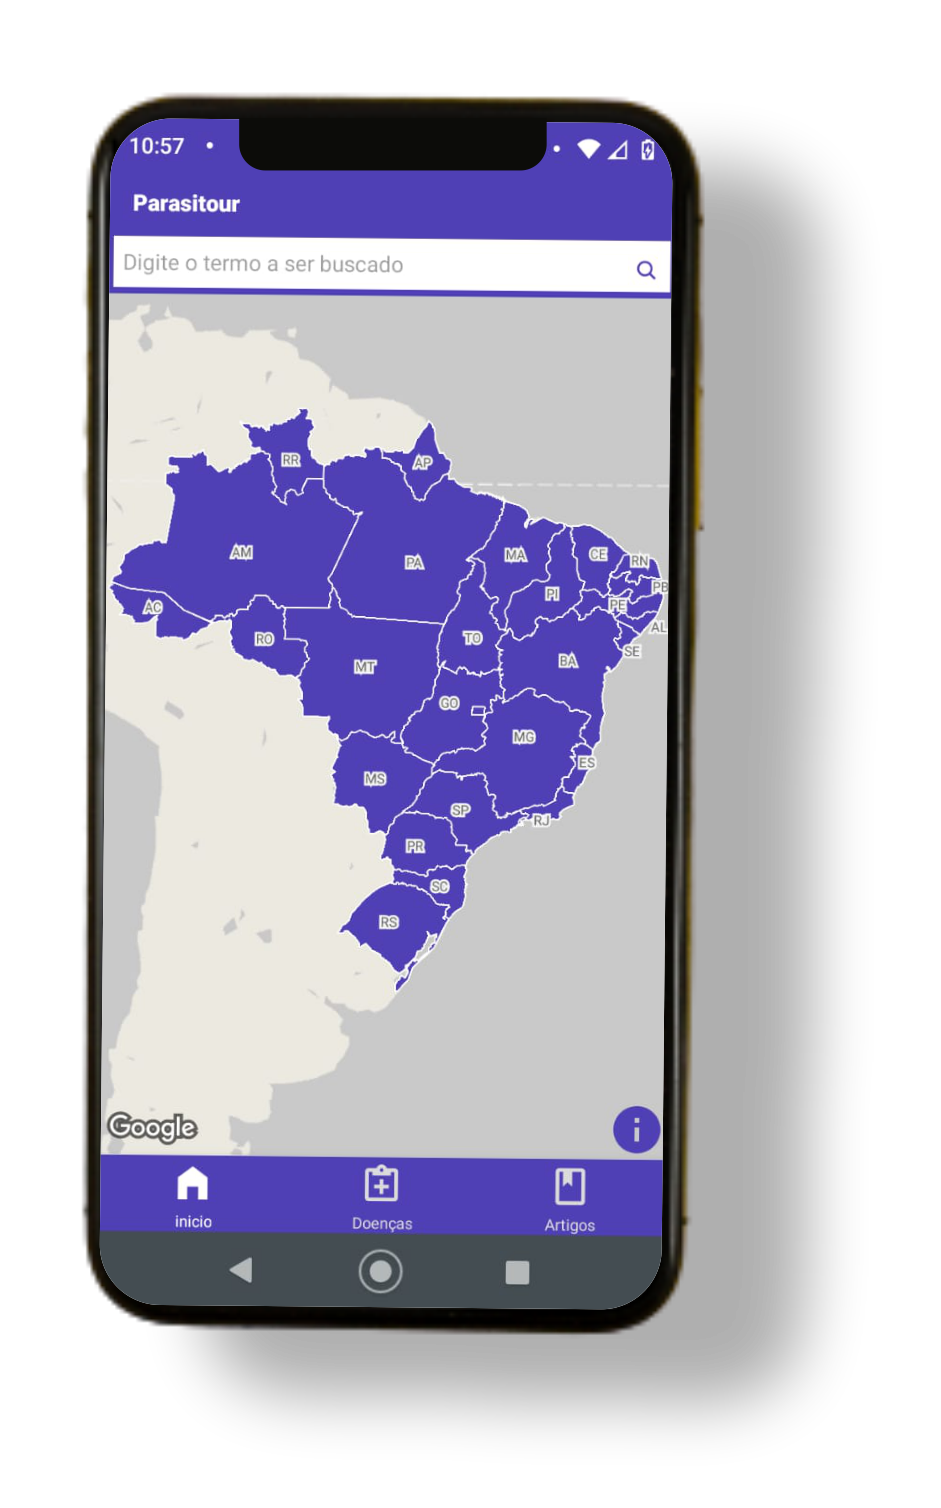 10:57
Parasitour
Digite o termo a ser buscado
RR
AP
AM
PA
MA
CE
RN
PB
PI
PE
AC
AL
RO
TO
SE
MT
BA
GO
MG
ES
MS
SP
RJ
PR
SC
RS
Google
inicio
Doenças
Artigos